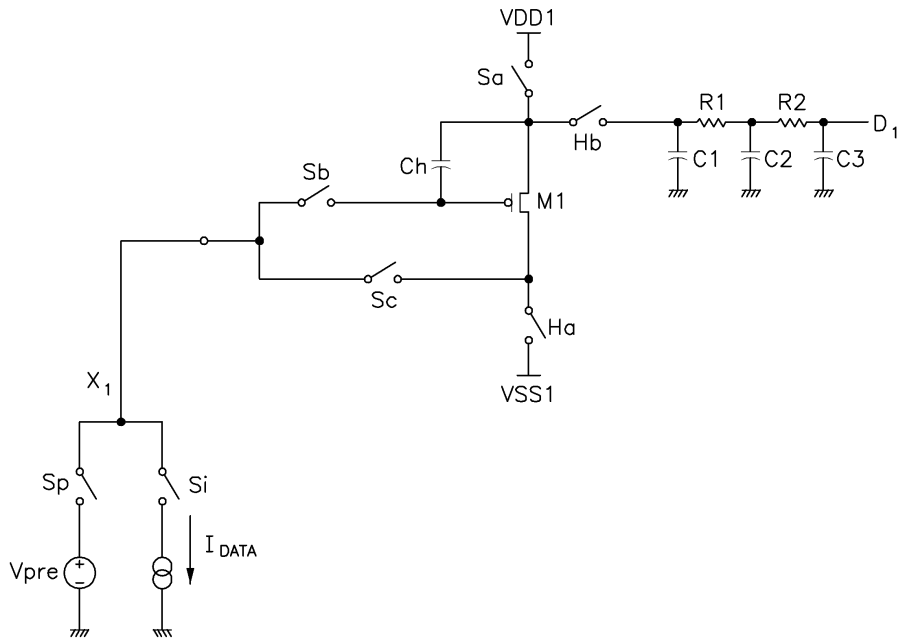 VDD1
Sa
R1
R2
D1
Hb
Ch
C1
C2
C3
Sb
M1
Sc
Ha
X1
VSS1
Sp
Si
IDATA
Vpre
+
−